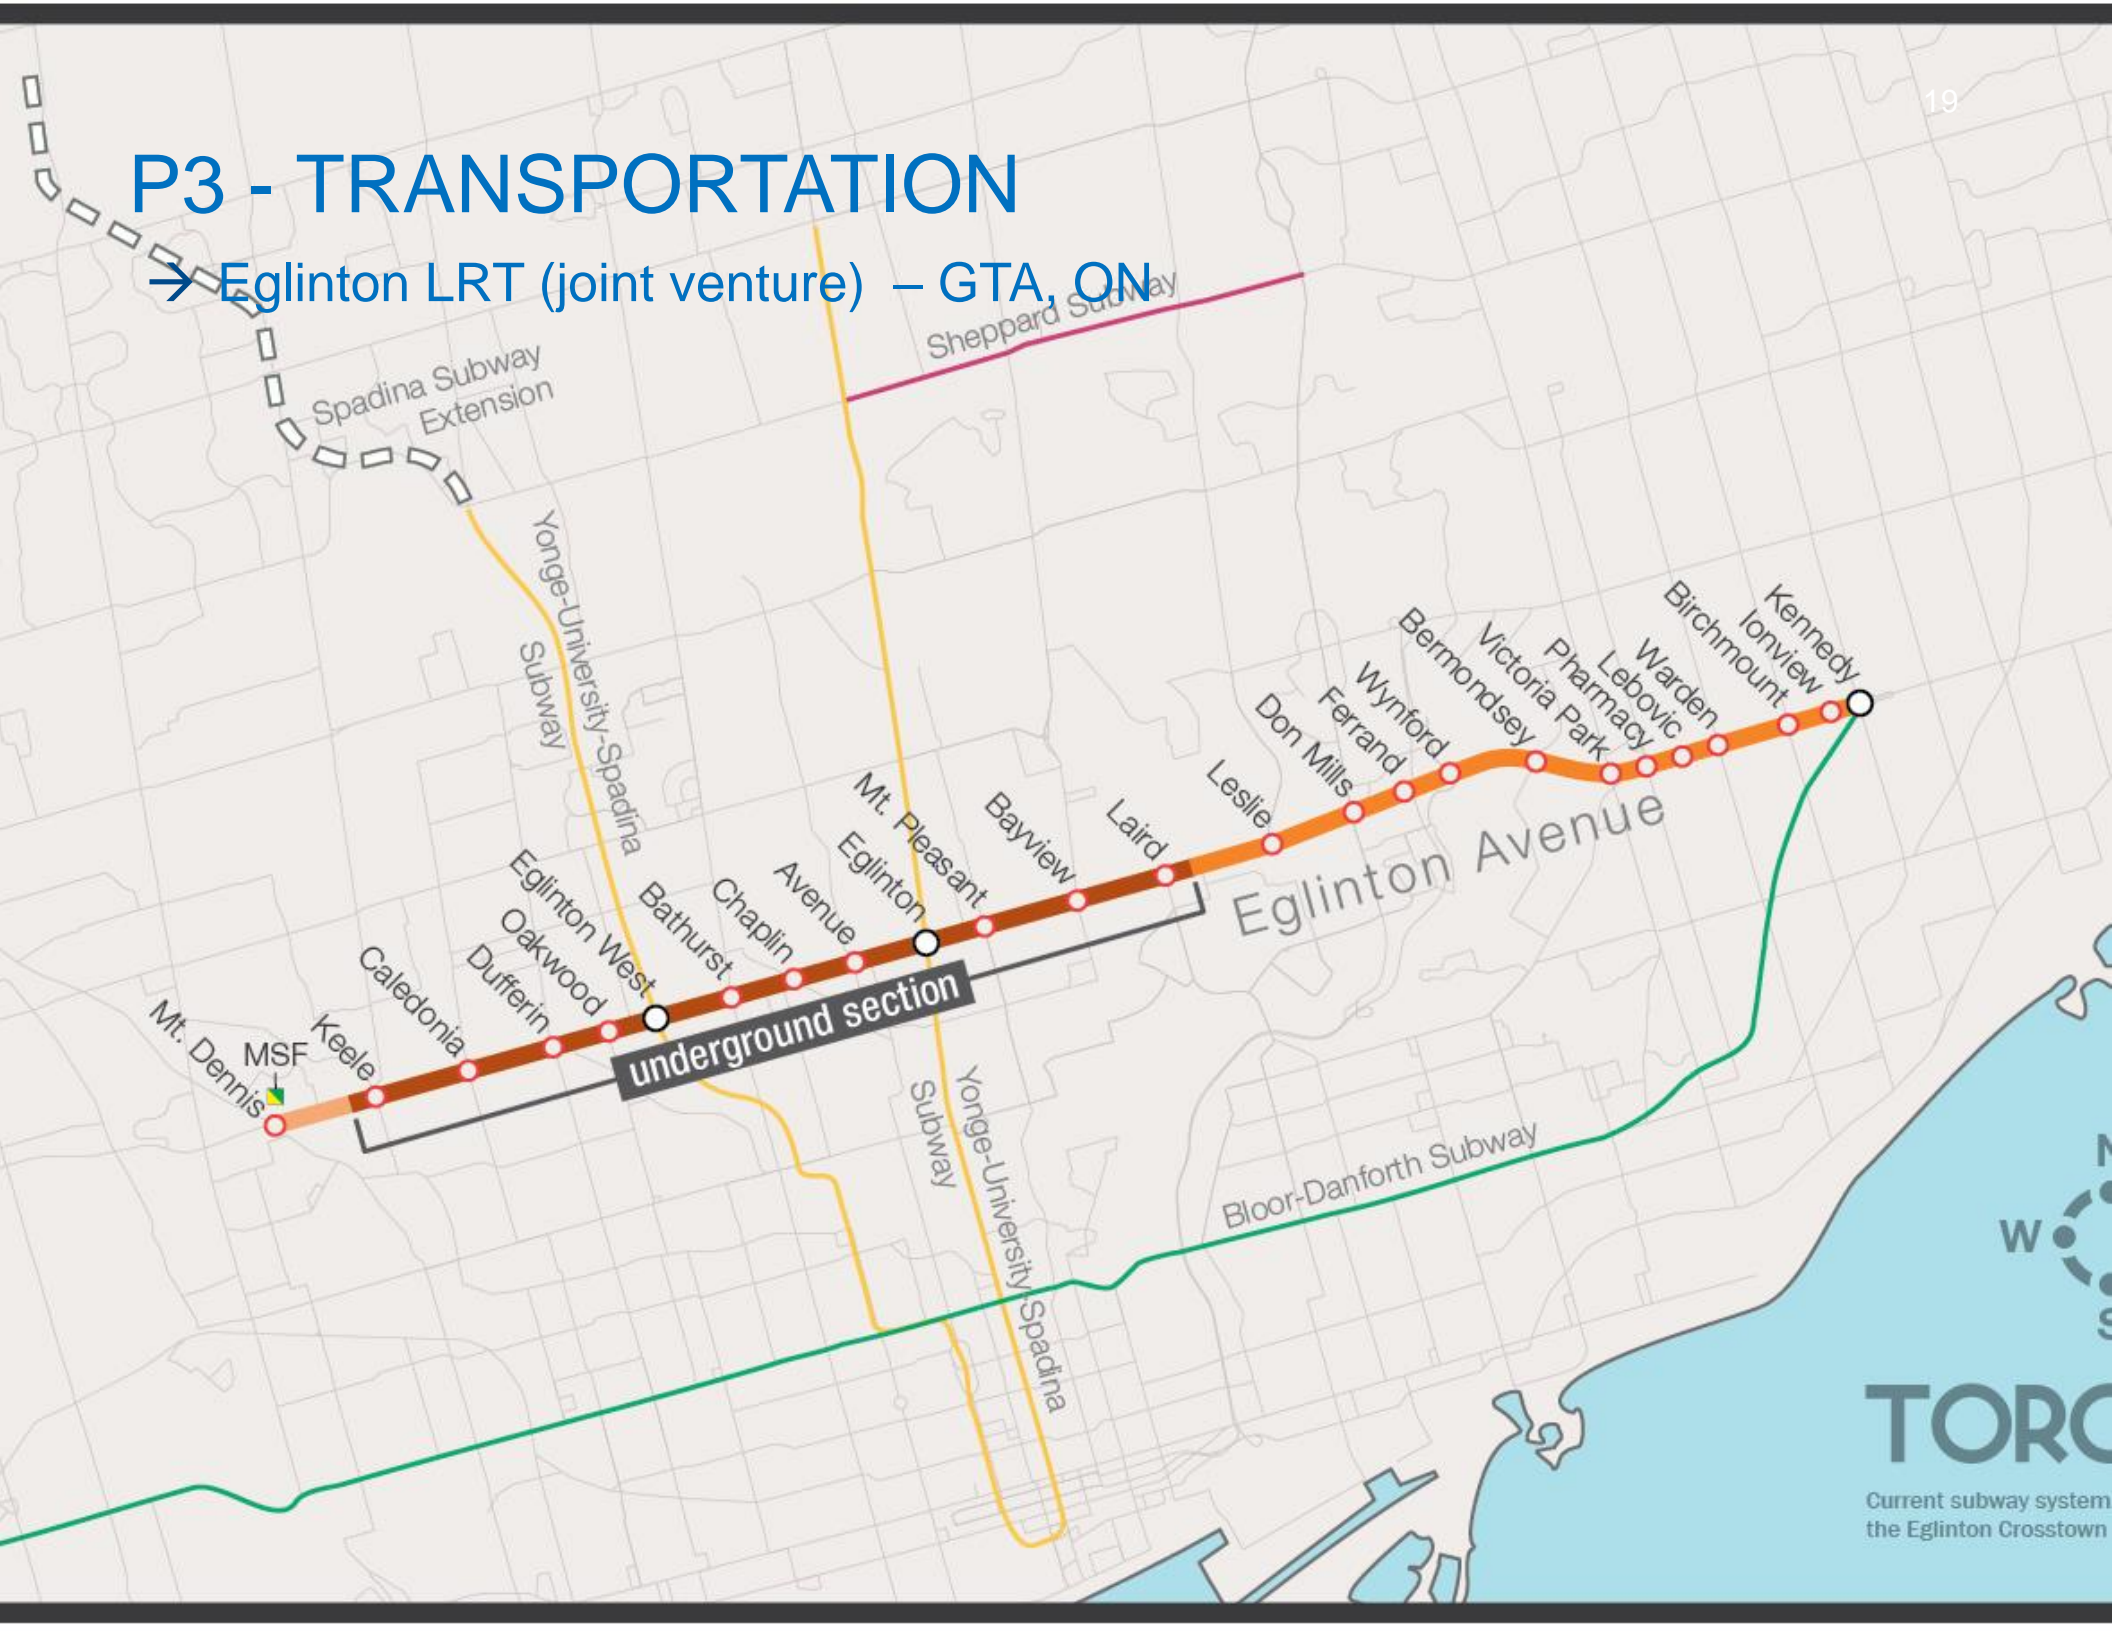 19
P3 - TRANSPORTATION
→ Eglinton LRT (joint venture) – GTA, ON
Sheppard Subway
Spadina Subway
Extension
Yonge-University-Spadina
Subway
Mt. Dennis
MSF
Keele
Caledonia
Dufferin
Oakwood
Eglinton West
Bathurst
Chaplin
Avenue
Eglinton
Mt. Pleasant
Bayview
Laird
Leslie
Don Mills
Ferrand
Wynford
Bermondsey
Victoria Park
Pharmacy
Lebovic
Warden
Birchmount
Ionview
Kennedy
Eglinton Avenue
underground section
Yonge-University-Spadina
Subway
Bloor-Danforth Subway
W
Current subway system
the Eglinton Crosstown